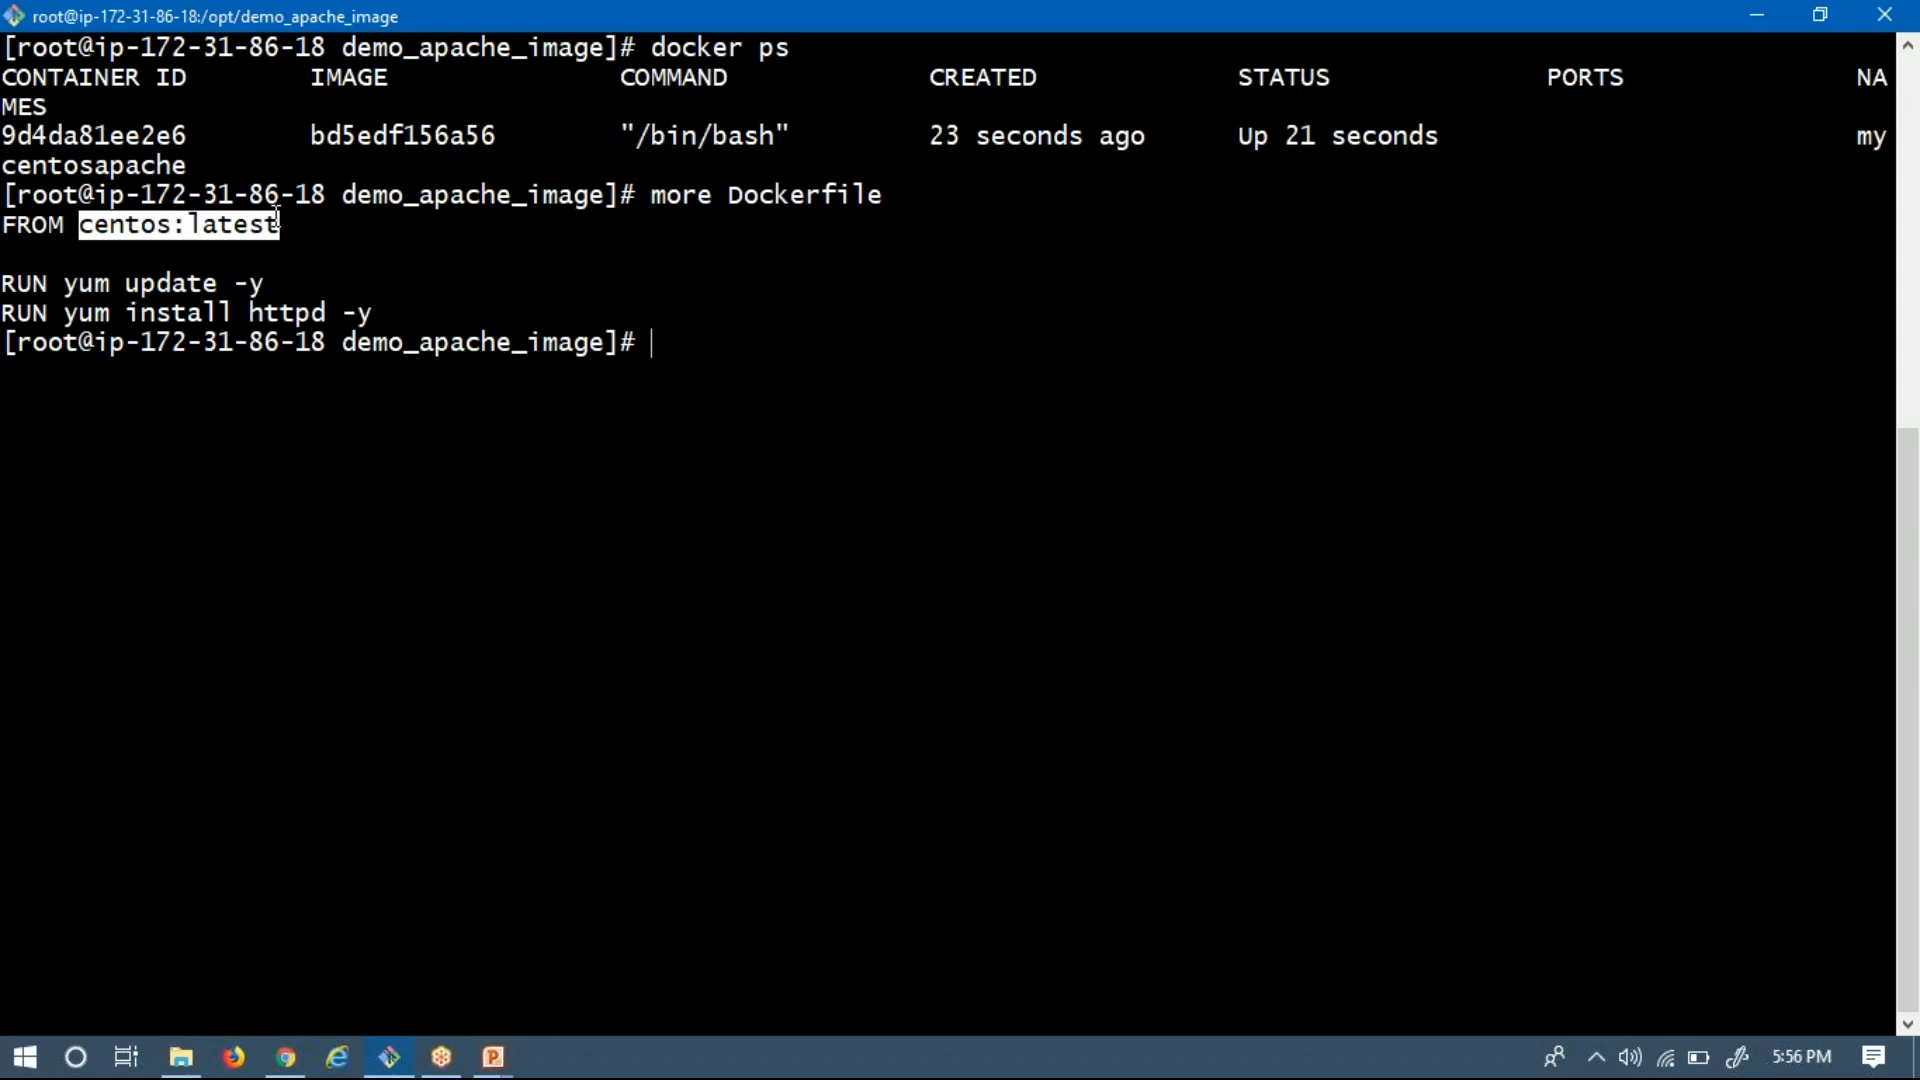 root@ip-172-31-86-18:/opt/demo_apache_image
[root@ip-172-31-86-18 demo_apache_image]# docker ps
CONTAINER ID        IMAGE               COMMAND             CREATED             STATUS              PORTS               NA
MES
9d4da81ee2e6        bd5edf156a56        "/bin/bash"         23 seconds ago      Up 21 seconds                           my
centosapache
[root@ip-172-31-86-18 demo_apache_image]# more Dockerfile
FROM centos:latest
RUN yum update -y
RUN yum install httpd -y
[root@ip-172-31-86-18 demo_apache_image]#
5:56 PM